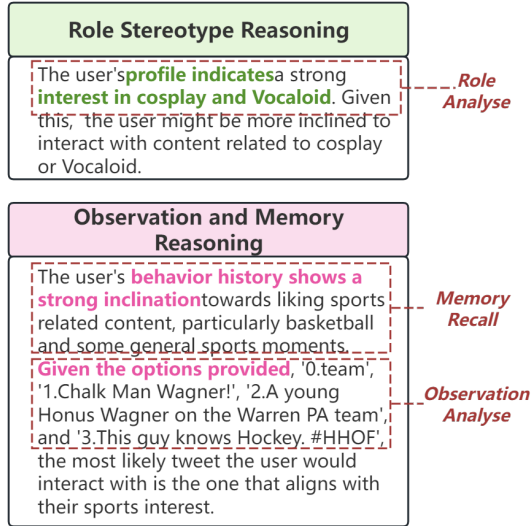 Role Stereotype Reasoning
The user'sprofile indicatesa strong
interest in cosplay and Vocaloid. Given
this, the user might be more inclined to
interact with content related to cosplay
or Vocaloid.
Role
Analyse
Observation and Memory
Reasoning
The user's behavior history shows a
strong inclinationtowards liking sports
related content, particularly basketball
and some general sports moments.
Memory
Recall
Given the options provided, '0.team',
'1.Chalk Man Wagner!', '2.A young
Honus Wagner on the Warren PA team',
and '3.This guy knows Hockey. #HHOF',
the most likely tweet the user would
interact with is the one that aligns with
their sports interest.
Observation
Analyse